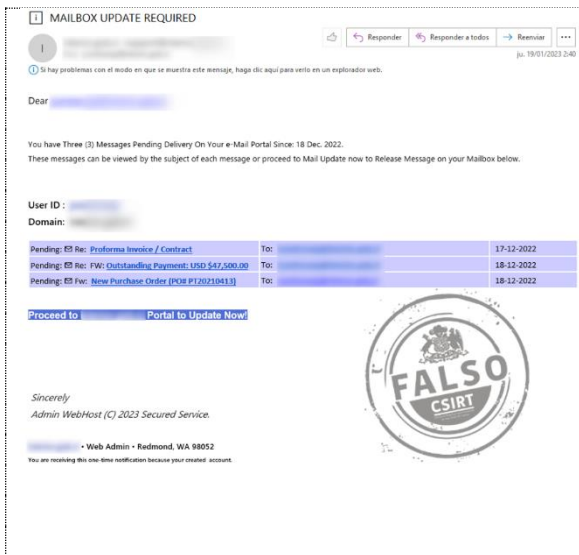 MAILBOX UPDATE REQUIRED
I
Responder
Responder a todos
Reenviar
ju. 19/01/2023 2:40
Si hay problemas con el modo en que se muestra este mensaje, haga clic aquí para verlo en un explorador web.
Dear
You have Three (3) Messages Pending Delivery On Your e-Mail Portal Since: 18 Dec. 2022.
These messages can be viewed by the subject of each message or proceed to Mail Update now to Release Message on your Mailbox below.
User ID :
Domain:
Pending: Re: Proforma Invoice / Contract To: 17-12-2022
Pending: Re: FW: Outstanding Payment: USD $47,500.00 To: 18-12-2022
Pending: Fw: New Purchase Order (PO# PT20210413) To: 18-12-2022
Proceed to Portal to Update Now!
FALSO
CSIRT
Sincerely
Admin WebHost (C) 2023 Secured Service.
• Web Admin • Redmond, WA 98052
You are receiving this one-time notification because your created account.